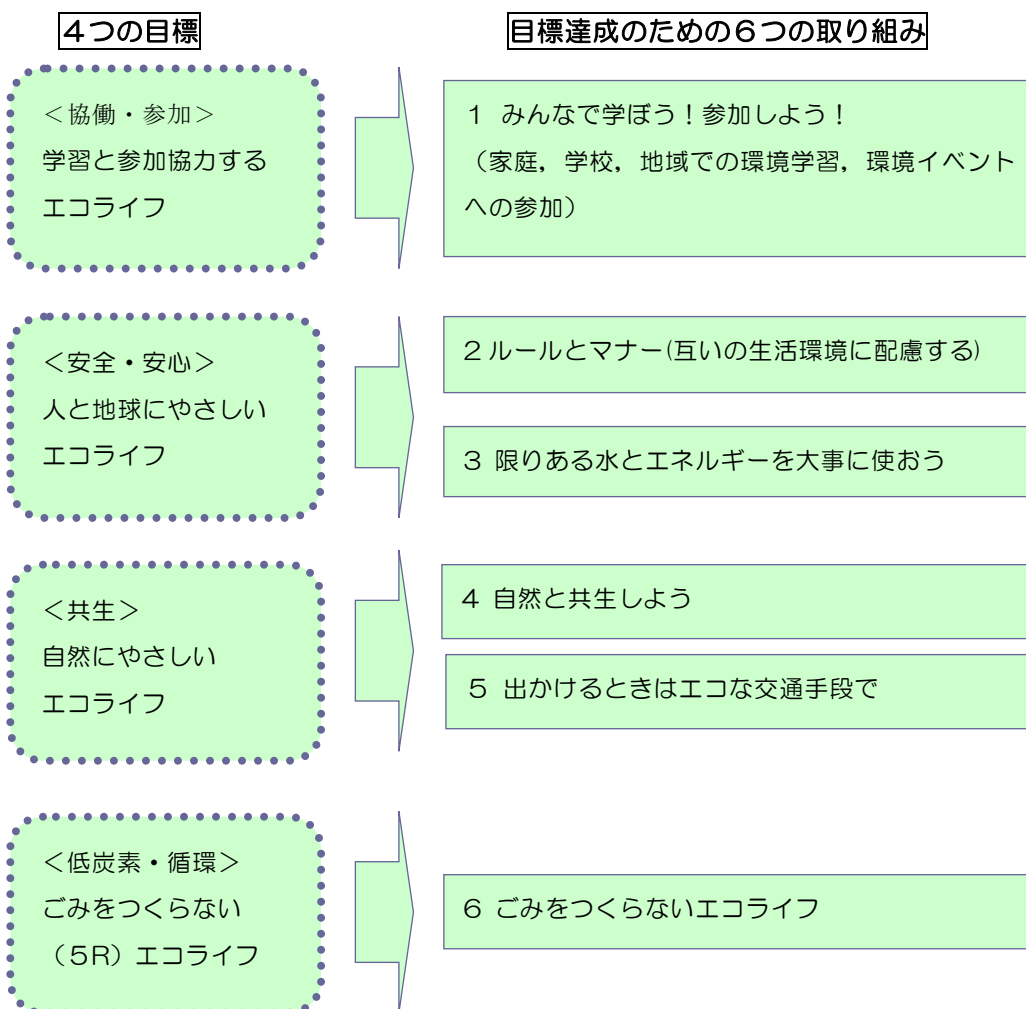 ４つの目標
目標達成のための６つの取り組み
＜協働・参加＞
学習と参加協力する
エコライフ
１ みんなで学ぼう！参加しよう！
（家庭，学校，地域での環境学習，環境イベント
への参加）
＜安全・安心＞
人と地球にやさしい
エコライフ
２ルールとマナー(互いの生活環境に配慮する)
３ 限りある水とエネルギーを大事に使おう
＜共生＞
自然にやさしい
エコライフ
４ 自然と共生しよう
５ 出かけるときはエコな交通手段で
＜低炭素・循環＞
ごみをつくらない
（５R）エコライフ
６ ごみをつくらないエコライフ